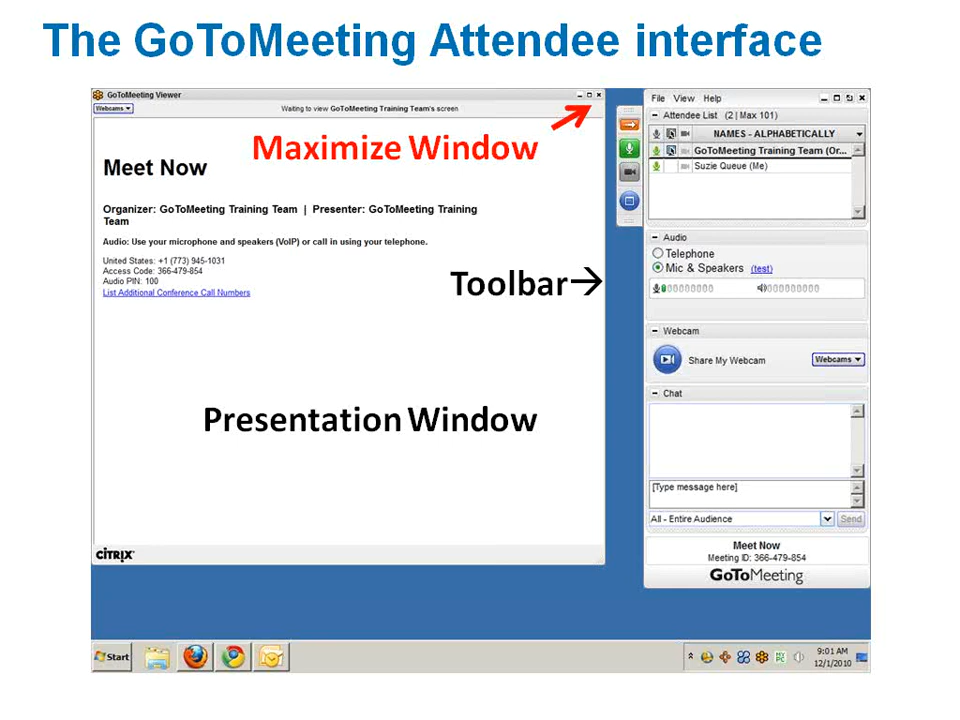 The GoToMeeting Attendee interface
GoToMeeting Viewer
Webcams
Waiting to view GoToMeeting Training Team's screen
Maximize Window
Meet Now
Organizer: GoToMeeting Training Team | Presenter: GoToMeeting Training
Team
Audio: Use your microphone and speakers (VoIP) or call in using your telephone.
United States: +1 (773) 945-1031
Access Code: 366-479-854
Audio PIN: 100
List Additional Conference Call Numbers
Toolbar→
Presentation Window
CITRIX
File View Help
Attendee List (2 | Max 101)
NAMES - ALPHABETICALLY
GoToMeeting Training Team (Or...
Suzie Queue (Me)
Audio
Telephone
Mic & Speakers (test)
Webcam
Share My Webcam
Webcams
Chat
[Type message here]
All - Entire Audience
Send
Meet Now
Meeting ID: 366-479-854
GoToMeeting
Start
MY PC
9:01 AM
12/1/2010